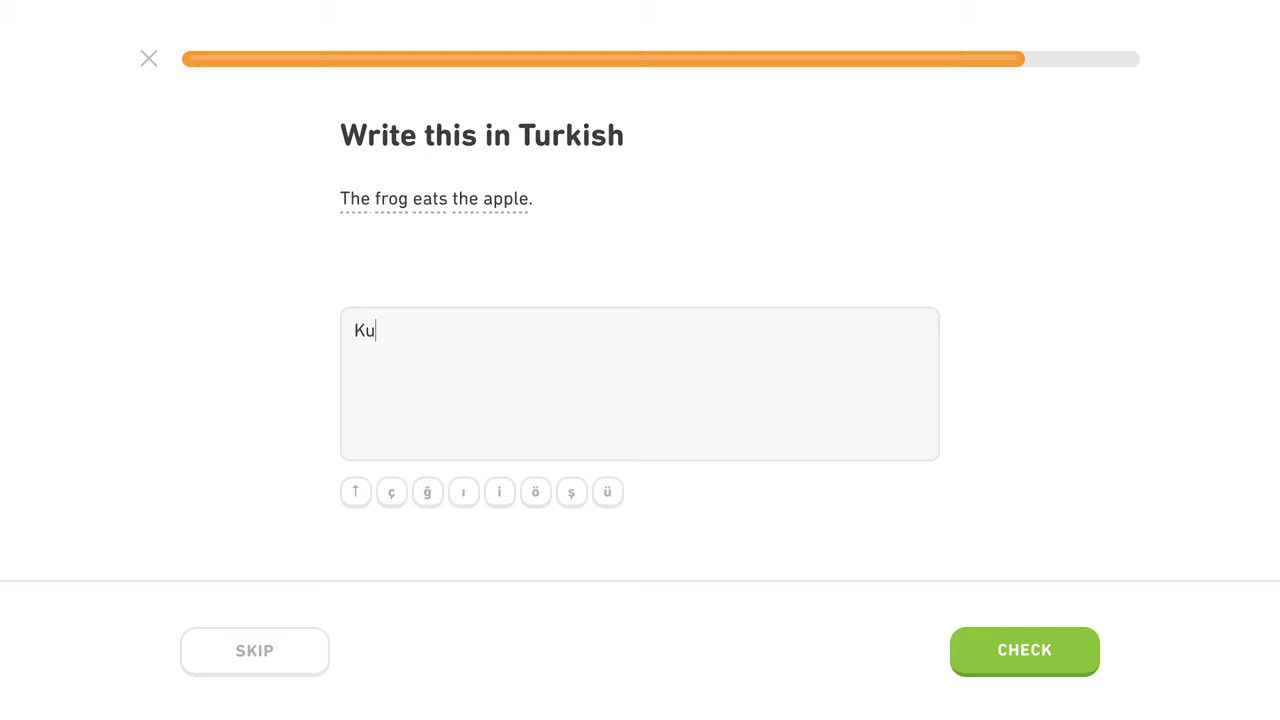 Write this in Turkish
The frog eats the apple.
Ku
↑ ç ğ ı i ö ş ü
SKIP
CHECK